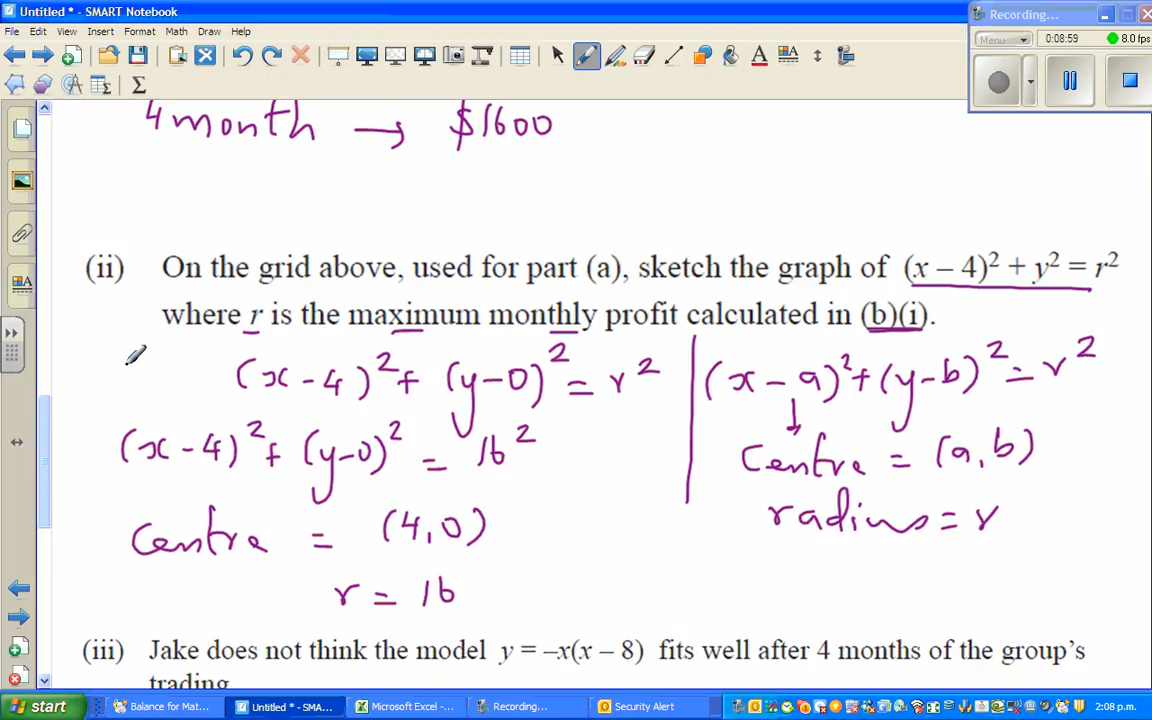 Untitled * - SMART Notebook
Recording...
File Edit View Insert Format Math Draw Help
Menu 0:08:59 8.0 fps
4 month → $1600
(ii) On the grid above, used for part (a), sketch the graph of (x – 4)² + y² = r²
where r is the maximum monthly profit calculated in (b)(i).
(x - 4)² + (y - 0)² = r²
(x - a)² + (y - b)² = r²
(x - 4)² + (y - 0)² = 16²
Centre = (a, b)
Centre = (4, 0)
radius = r
r = 16
(iii) Jake does not think the model y = –x(x – 8) fits well after 4 months of the group's
trading
start Balance for Mat... Untitled * - SMA... Microsoft Excel -... Recording... Security Alert 2:08 p.m.